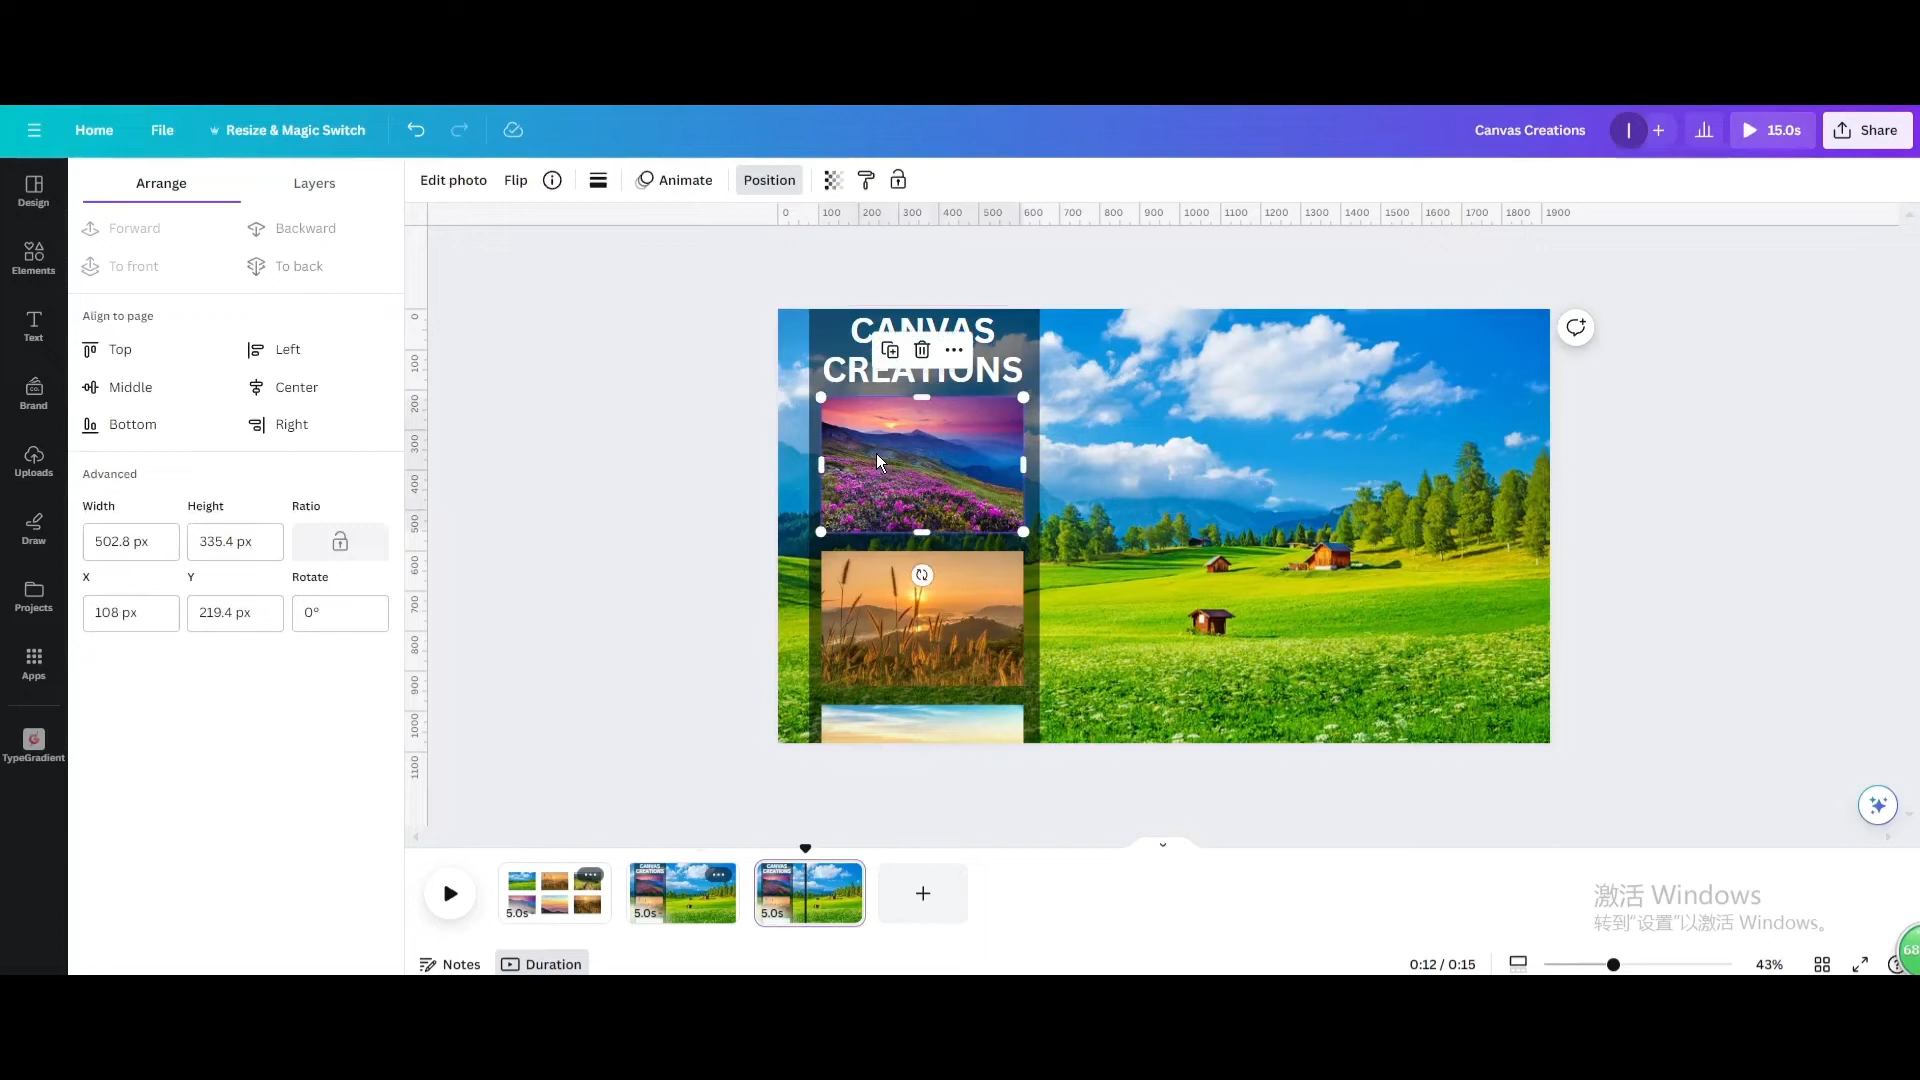 Home File Resize & Magic Switch Canvas Creations 15.0s Share
Arrange Layers
Edit photo Flip Animate Position
Design
Elements
Text
Brand
Uploads
Draw
Projects
Apps
TypeGradient
Forward Backward
To front To back
Align to page
Top Left
Middle Center
Bottom Right
Advanced
Width Height Ratio
502.8 px 335.4 px
X Y Rotate
108 px 219.4 px 0°
0 100 200 300 400 500 600 700 800 900 1000 1100 1200 1300 1400 1500 1600 1700 1800 1900
0
100
200
300
400
500
600
700
800
900
1000
1100
CANVAS
CREATIONS
5.0s
CANVAS
CREATIONS
5.0s
CANVAS
CREATIONS
5.0s
激活 Windows
转到“设置”以激活 Windows。
68
Notes Duration 0:12 / 0:15 43%